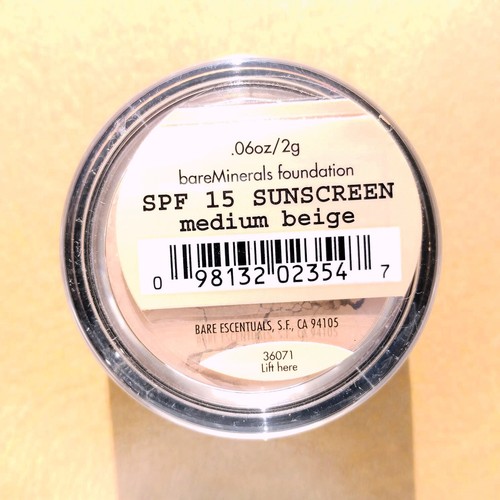 .06oz/2g
bareMinerals foundation
SPF 15 SUNSCREEN
medium beige
0 98132 02354 7
BARE ESCENTUALS, S.F., CA 94105
36071
Lift here